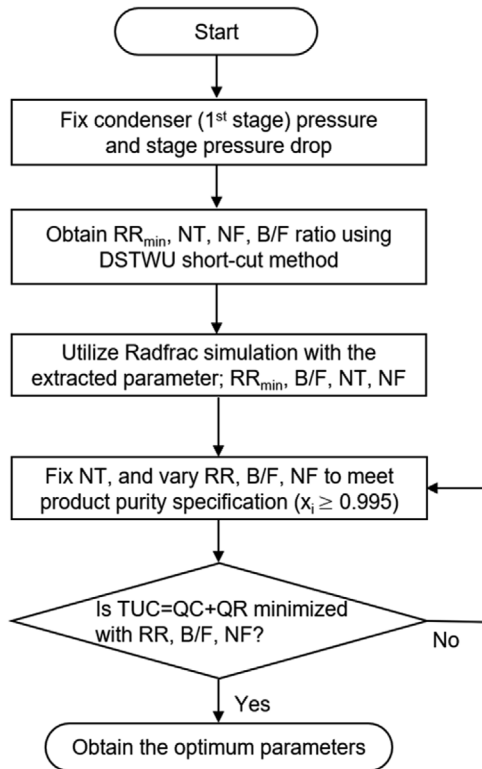 Start
Fix condenser (1st stage) pressure
and stage pressure drop
Obtain RRmin, NT, NF, B/F ratio using
DSTWU short-cut method
Utilize Radfrac simulation with the
extracted parameter; RRmin, B/F, NT, NF
Fix NT, and vary RR, B/F, NF to meet
product purity specification (xi ≥ 0.995)
Is TUC=QC+QR minimized
with RR, B/F, NF?
No
Yes
Obtain the optimum parameters